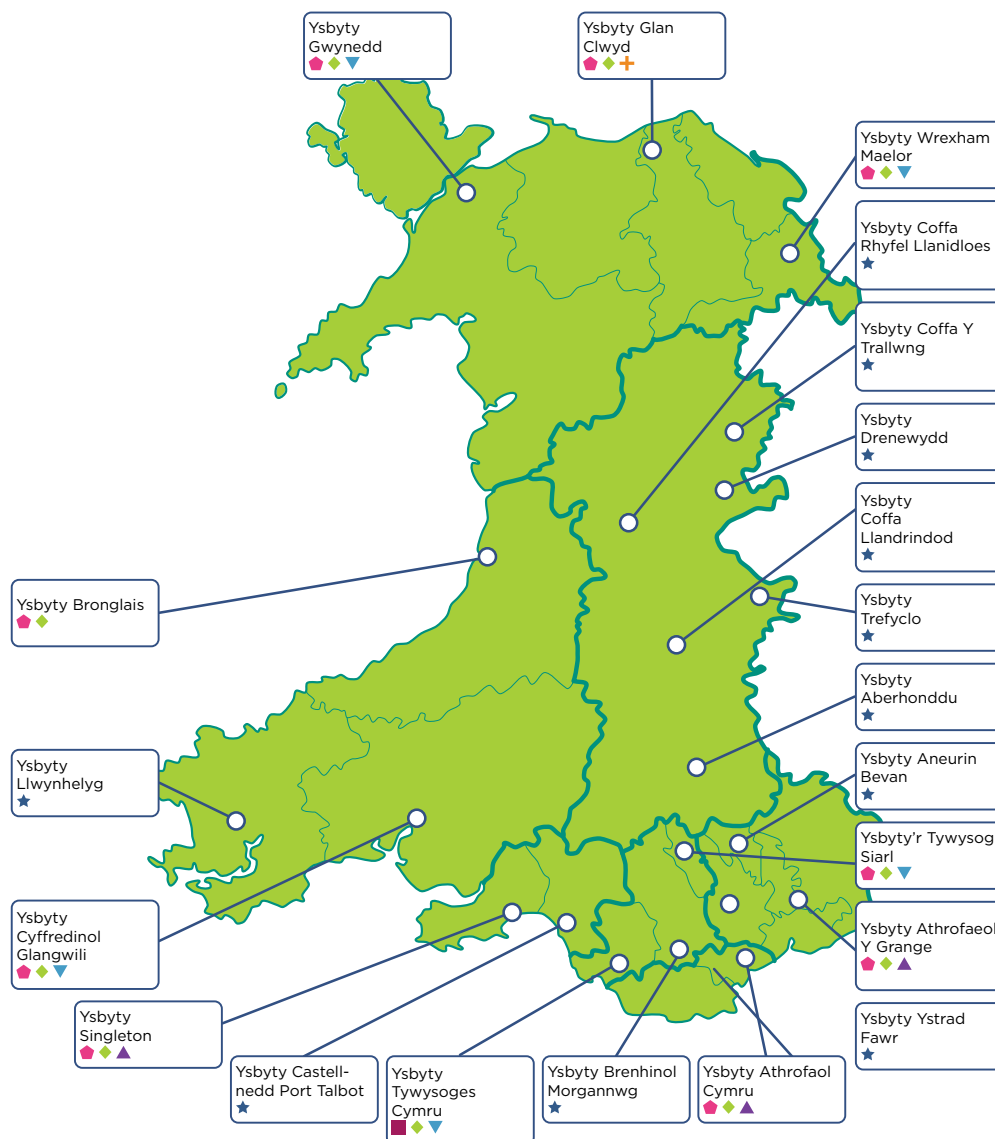 Ysbyty
Gwynedd
Ysbyty Glan
Clwyd
Ysbyty Wrexham
Maelor
Ysbyty Coffa
Rhyfel Llanidloes
Ysbyty Coffa Y
Trallwng
Ysbyty
Drenewydd
Ysbyty
Coffa
Llandrindod
Ysbyty Bronglais
Ysbyty
Trefyclo
Ysbyty
Aberhonddu
Ysbyty
Llwynhelyg
Ysbyty Aneurin
Bevan
Ysbyty'r Tywysog
Siarl
Ysbyty
Cyffredinol
Glangwili
Ysbyty Athrofaeol
Y Grange
Ysbyty
Singleton
Ysbyty Ystrad
Fawr
Ysbyty Castell-
nedd Port Talbot
Ysbyty
Tywysoges
Cymru
Ysbyty Brenhinol
Morgannwg
Ysbyty Athrofaol
Cymru